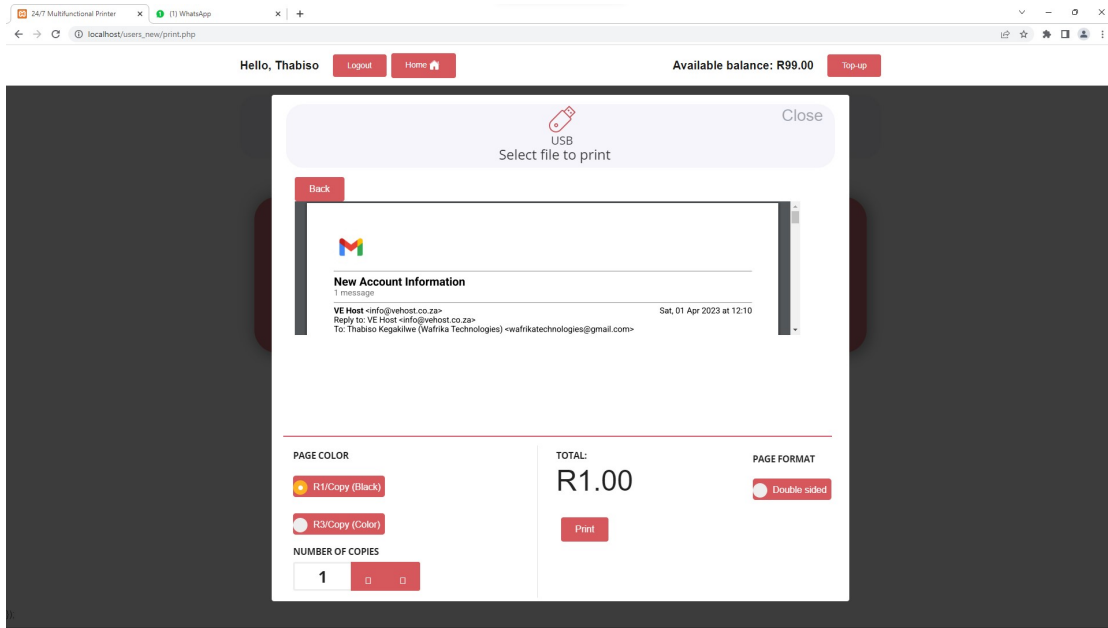 24/7 Multifunctional Printer
(1) WhatsApp
localhost/users_new/print.php
Hello, Thabiso Logout Home Available balance: R99.00 Top-up
Close
USB
Select file to print
Back
New Account Information
1 message
VE Host <info@vehost.co.za> Sat, 01 Apr 2023 at 12:10
Reply to: VE Host <info@vehost.co.za>
To: Thabiso Kegakilwe (Wafrika Technologies) <wafrikatechnologies@gmail.com>
PAGE COLOR
R1/Copy (Black)
R3/Copy (Color)
NUMBER OF COPIES
1
TOTAL:
R1.00
Print
PAGE FORMAT
Double sided